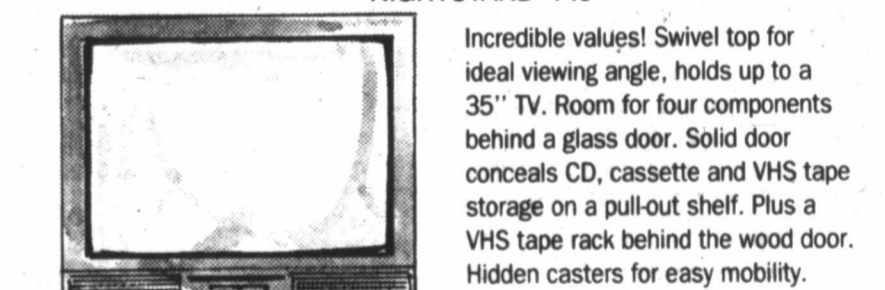 Incredible values! Swivel top for
ideal viewing angle, holds up to a
35'' TV. Room for four components
behind a glass door. Solid door
conceals CD, cassette and VHS tape
storage on a pull-out shelf. Plus a
VHS tape rack behind the wood door.
Hidden casters for easy mobility.